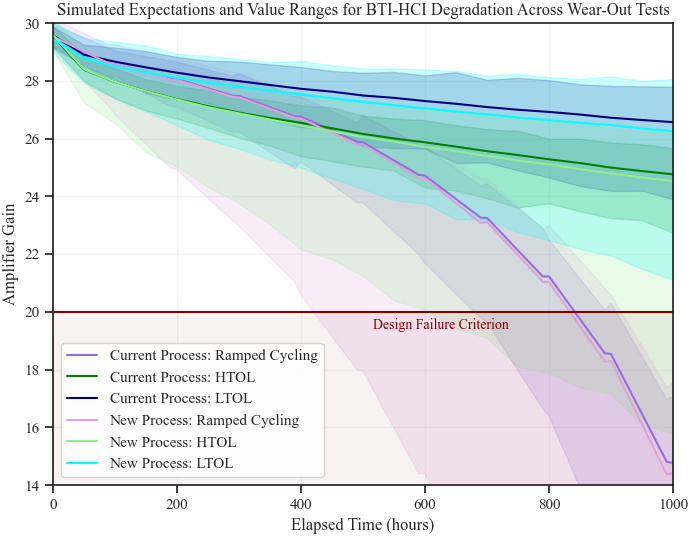 Simulated Expectations and Value Ranges for BTI-HCI Degradation Across Wear-Out Tests
30
28
26
24
22
20
18
16
14
Amplifier Gain
Design Failure Criterion
Current Process: Ramped Cycling
Current Process: HTOL
Current Process: LTOL
New Process: Ramped Cycling
New Process: HTOL
New Process: LTOL
0
200
400
600
800
1000
Elapsed Time (hours)